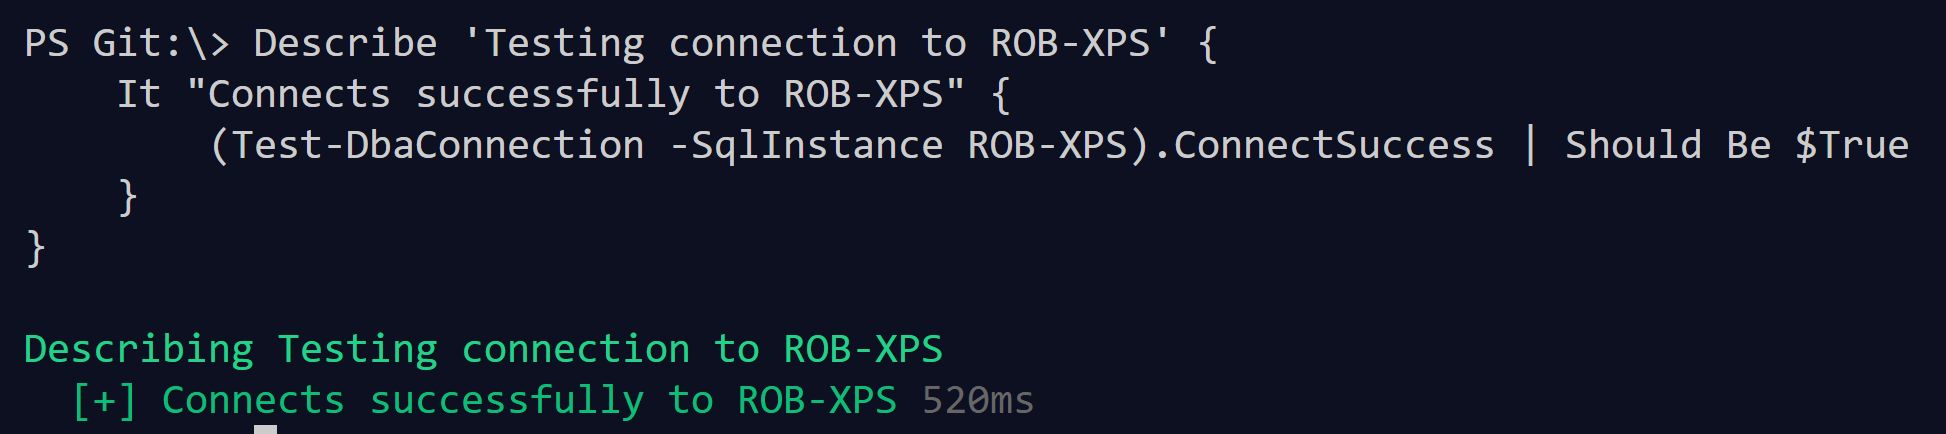 PS Git:\> Describe 'Testing connection to ROB-XPS' {
    It "Connects successfully to ROB-XPS" {
        (Test-DbaConnection -SqlInstance ROB-XPS).ConnectSuccess | Should Be $True
    }
}
Describing Testing connection to ROB-XPS
  [+] Connects successfully to ROB-XPS 520ms